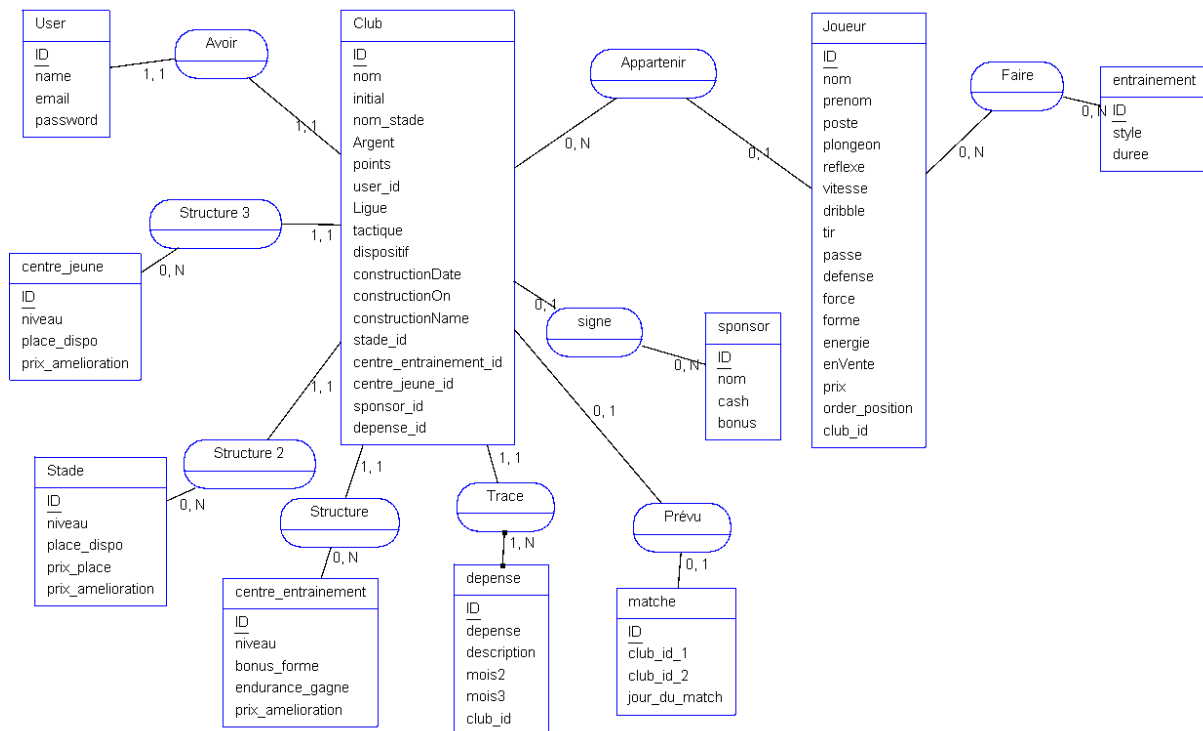 User
ID
name
email
password
Avoir
1, 1
1, 1
Club
ID
nom
initial
nom_stade
Argent
points
user_id
Ligue
tactique
dispositif
constructionDate
constructionOn
constructionName
stade_id
centre_entrainement_id
centre_jeune_id
sponsor_id
depense_id
Appartenir
0, N
0, 1
Joueur
ID
nom
prenom
poste
plongeon
reflexe
vitesse
dribble
tir
passe
defense
force
forme
energie
enVente
prix
order_position
club_id
Faire
0, N
0, N
entrainement
ID
style
duree
Structure 3
1, 1
0, N
centre_jeune
ID
niveau
place_dispo
prix_amelioration
signe
0, 1
0, N
sponsor
ID
nom
cash
bonus
Structure 2
1, 1
0, N
Stade
ID
niveau
place_dispo
prix_place
prix_amelioration
Structure
1, 1
0, N
centre_entrainement
ID
niveau
bonus_forme
endurance_gagne
prix_amelioration
Trace
1, 1
1, N
depense
ID
depense
description
mois2
mois3
club_id
Prévu
0, 1
0, 1
matche
ID
club_id_1
club_id_2
jour_du_match